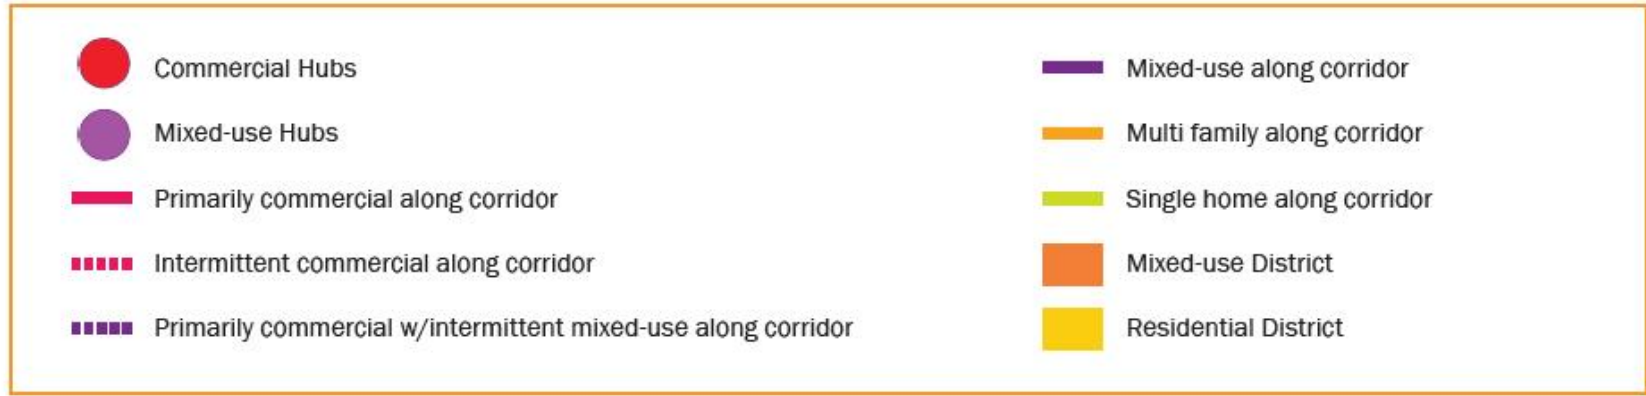 Commercial Hubs
Mixed-use Hubs
Primarily commercial along corridor
Intermittent commercial along corridor
Primarily commercial w/intermittent mixed-use along corridor
Mixed-use along corridor
Multi family along corridor
Single home along corridor
Mixed-use District
Residential District